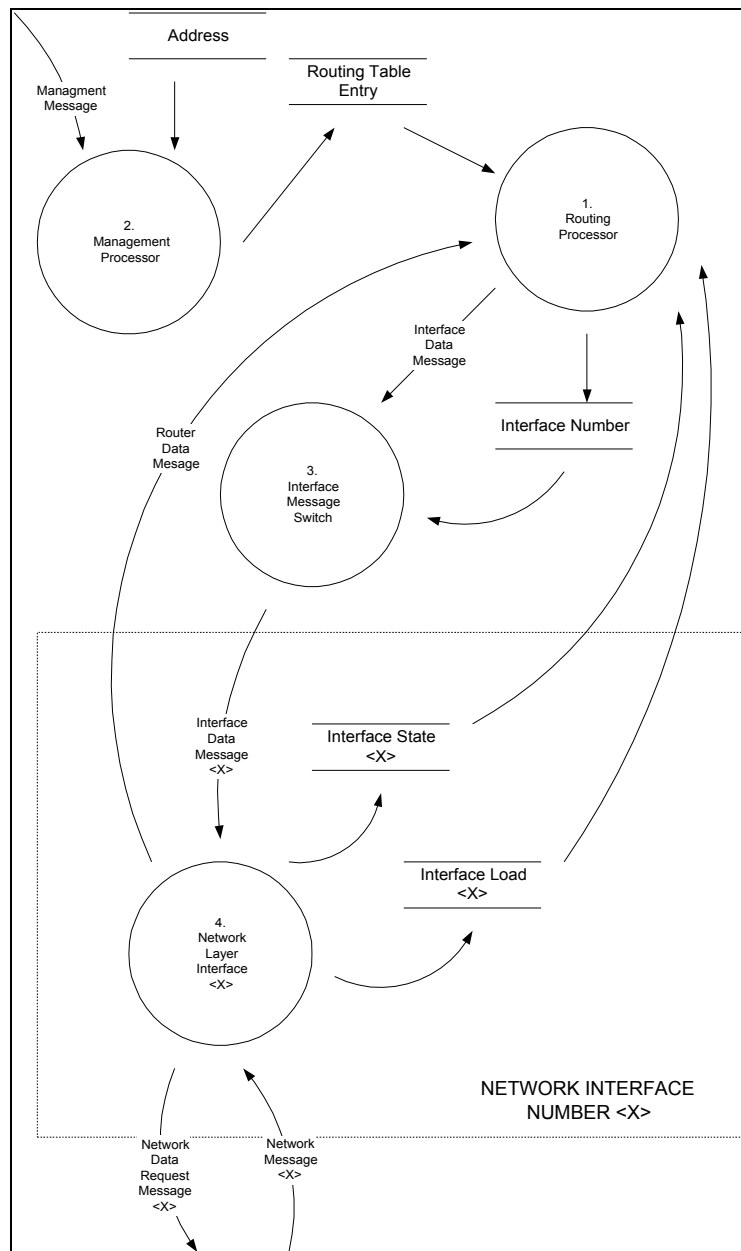 Address
Managment
Message
Routing Table
Entry
2.
Management
Processor
1.
Routing
Processor
Interface
Data
Message
Router
Data
Mesage
Interface Number
3.
Interface
Message
Switch
Interface
Data
Message
<X>
Interface State
<X>
Interface Load
<X>
4.
Network
Layer
Interface
<X>
NETWORK INTERFACE
NUMBER <X>
Network
Data
Request
Message
<X>
Network
Message
<X>